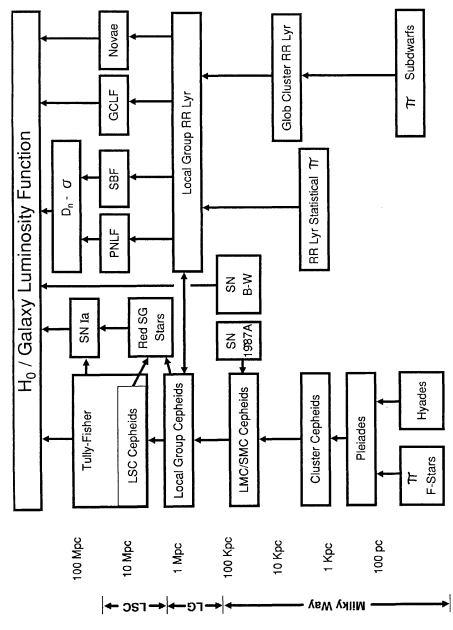 H₀ / Galaxy Luminosity Function
100 Mpc
Tully-Fisher
SN Ia
Dₙ - σ
GCLF
Novae
10 Mpc
LSC Cepheids
Red SG
Stars
PNLF
SBF
1 Mpc
Local Group Cepheids
Local Group RR Lyr
100 Kpc
LMC/SMC Cepheids
SN
1987A
SN
B-W
10 Kpc
RR Lyr Statistical π
Glob Cluster RR Lyr
1 Kpc
Cluster Cepheids
100 pc
Pleiades
π
F-Stars
Hyades
π Subdwarfs
LSC
LG
Milky Way